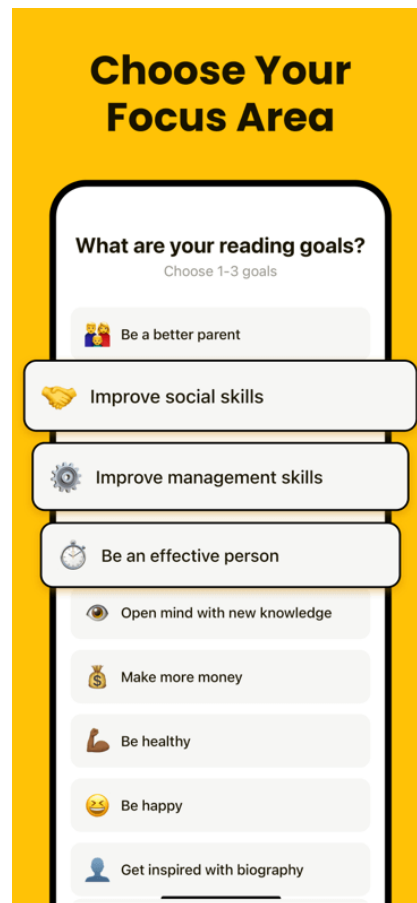 Choose Your
Focus Area
What are your reading goals?
Choose 1-3 goals
Be a better parent
Improve social skills
Improve management skills
Be an effective person
Open mind with new knowledge
Make more money
Be healthy
Be happy
Get inspired with biography